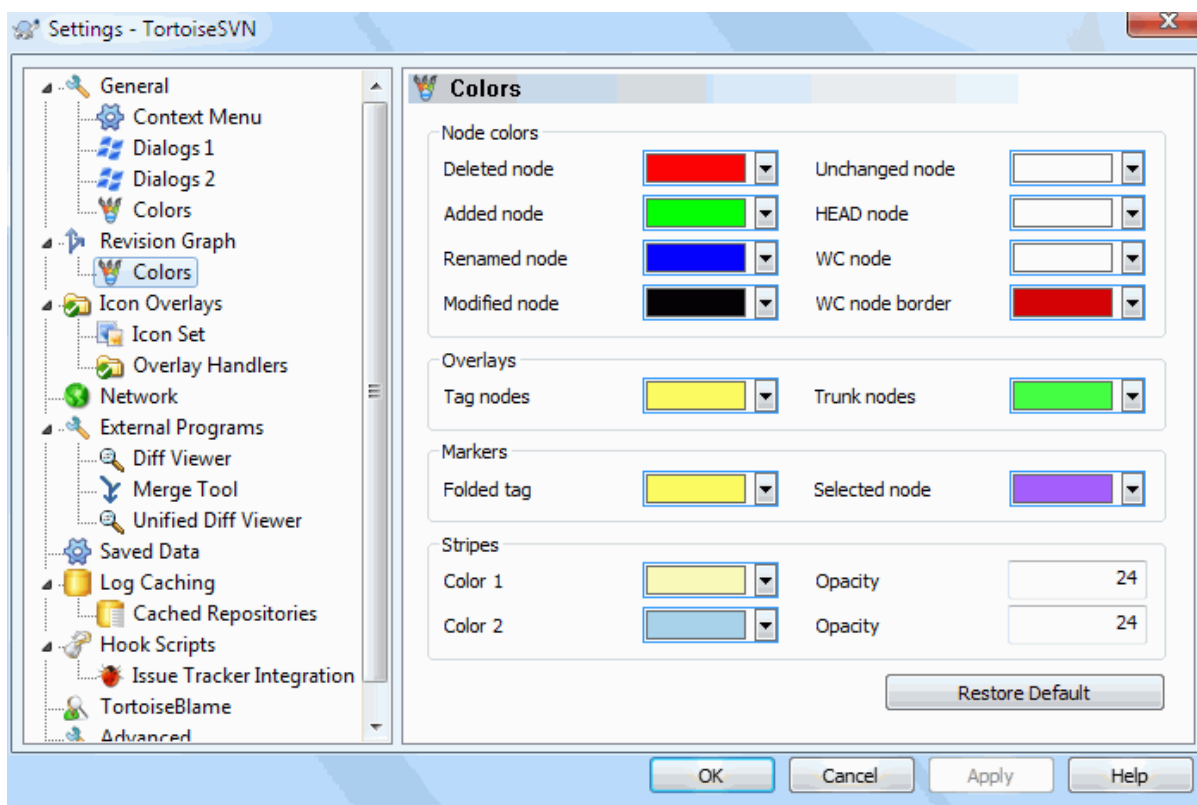 Settings - TortoiseSVN
General
Context Menu
Dialogs 1
Dialogs 2
Colors
Revision Graph
Colors
Icon Overlays
Icon Set
Overlay Handlers
Network
External Programs
Diff Viewer
Merge Tool
Unified Diff Viewer
Saved Data
Log Caching
Cached Repositories
Hook Scripts
Issue Tracker Integration
TortoiseBlame
Advanced
Colors
Node colors
Deleted node
Unchanged node
Added node
HEAD node
Renamed node
WC node
Modified node
WC node border
Overlays
Tag nodes
Trunk nodes
Markers
Folded tag
Selected node
Stripes
Color 1
Opacity
24
Color 2
Opacity
24
Restore Default
OK
Cancel
Apply
Help